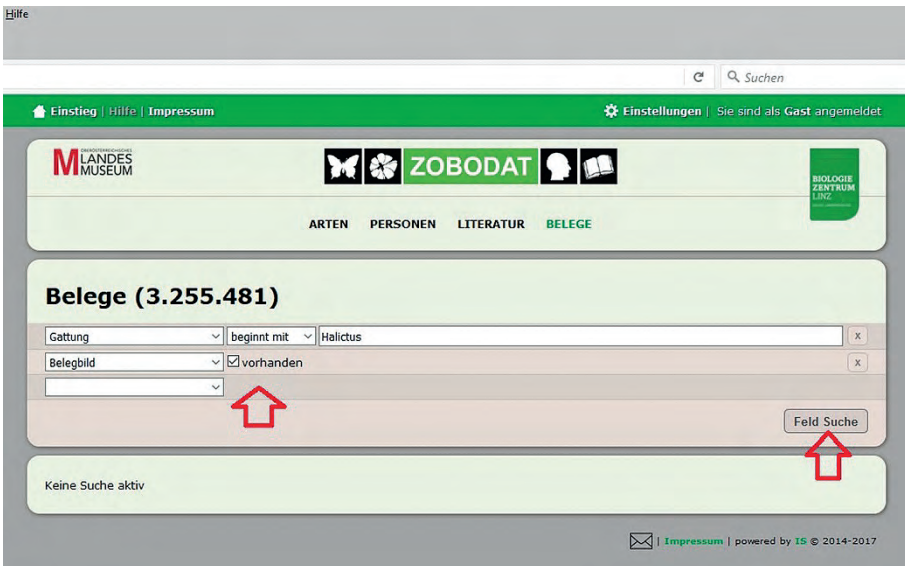 Hilfe
Suchen
Einstieg | Hilfe | Impressum
Einstellungen | Sie sind als Gast angemeldet
OBERÖSTERREICHISCHES
LANDES
MUSEUM
ZOBODAT
BIOLOGIE
ZENTRUM
LINZ
ARTEN PERSONEN LITERATUR BELEGE
Belege (3.255.481)
Gattung beginnt mit Halictus x
Belegbild vorhanden x
Feld Suche
Keine Suche aktiv
| Impressum | powered by IS © 2014-2017